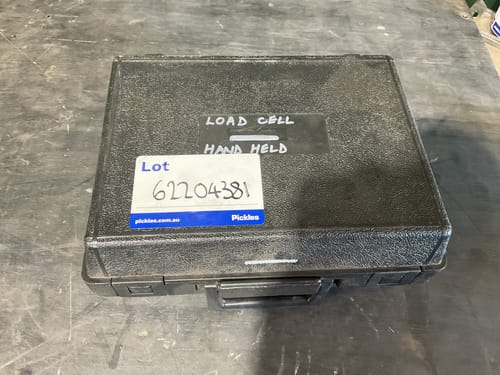 LOAD CELL
HAND HELD
Lot
62204381
pickles.com.au Pickles